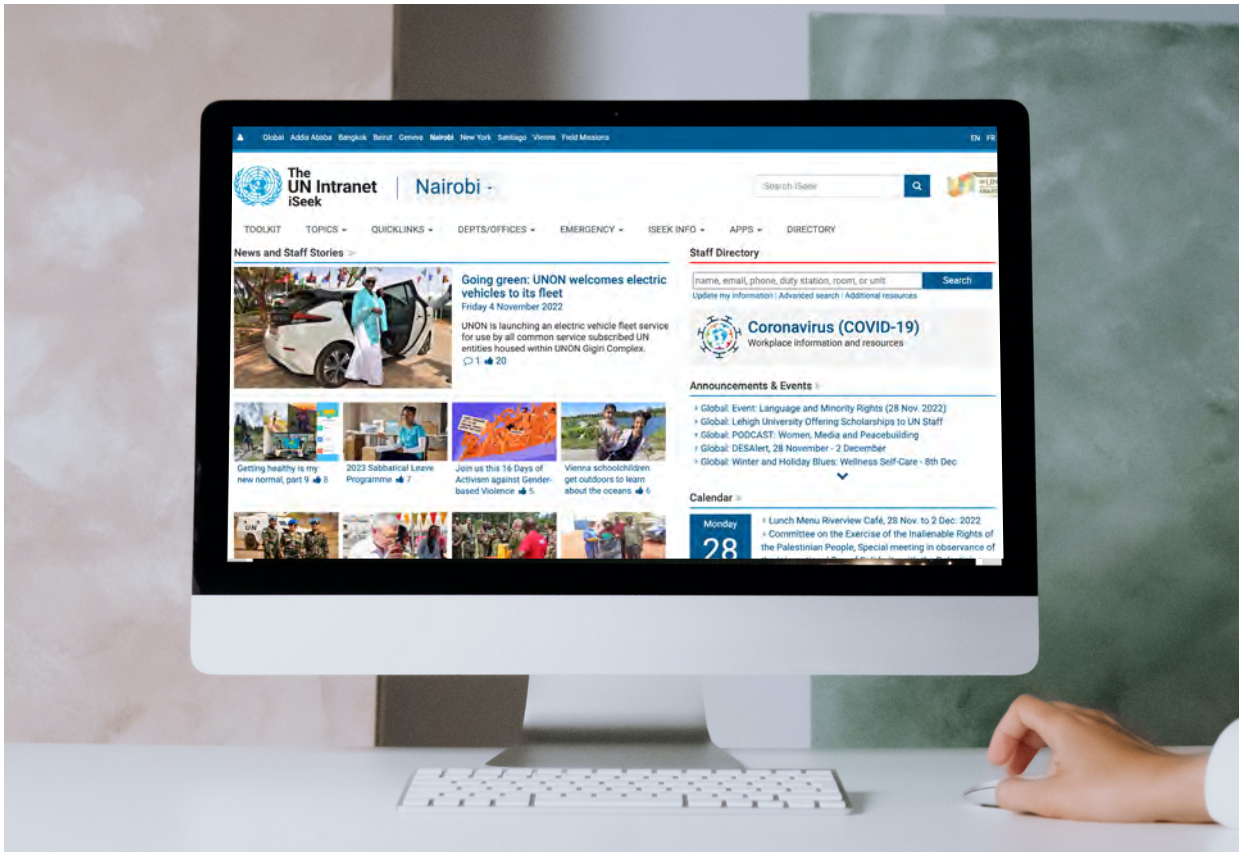 Global Addis Ababa Bangkok Beirut Geneva Nairobi New York Santiago Vienna Field Missions
EN FR
The
UN Intranet
iSeek
Nairobi
Search iSeek
TOOLKIT TOPICS QUICKLINKS DEPTS/OFFICES EMERGENCY ISEEK INFO APPS DIRECTORY
News and Staff Stories
Going green: UNON welcomes electric
vehicles to its fleet
Friday 4 November 2022
UNON is launching an electric vehicle fleet service
for use by all common service subscribed UN
entities housed within UNON Gigiri Complex.
1 20
Getting healthy is my
new normal, part 9 8
2023 Sabbatical Leave
Programme 7
Join us this 16 Days of
Activism against Gender-
based Violence 5
Vienna schoolchildren
get outdoors to learn
about the oceans 6
UN
Staff Directory
name, email, phone, duty station, room, or unit
Search
Update my information | Advanced search | Additional resources
Coronavirus (COVID-19)
Workplace information and resources
Announcements & Events
Global: Event: Language and Minority Rights (28 Nov. 2022)
Global: Lehigh University Offering Scholarships to UN Staff
Global: PODCAST: Women, Media and Peacebuilding
Global: DESAlert, 28 November - 2 December
Global: Winter and Holiday Blues: Wellness Self-Care - 8th Dec
Calendar
Monday
28
Lunch Menu Riverview Café, 28 Nov. to 2 Dec. 2022
Committee on the Exercise of the Inalienable Rights of
the Palestinian People, Special meeting in observance of